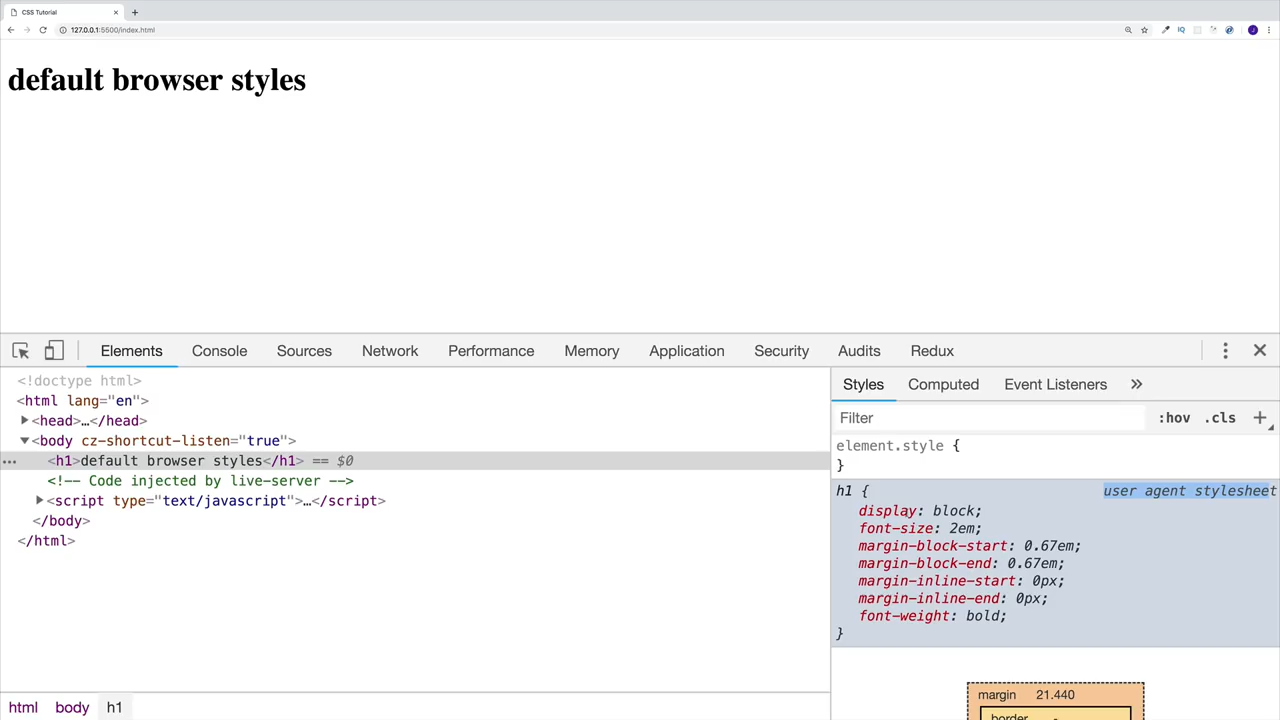 CSS Tutorial
127.0.0.1:5500/index.html
IQ
J
default browser styles
Elements Console Sources Network Performance Memory Application Security Audits Redux
<!doctype html>
<html lang="en">
<head>…</head>
<body cz-shortcut-listen="true">
<h1>default browser styles</h1> == $0
<!-- Code injected by live-server -->
<script type="text/javascript">…</script>
</body>
</html>
html body h1
Styles Computed Event Listeners »
Filter :hov .cls +
element.style {
}
h1 { user agent stylesheet
display: block;
font-size: 2em;
margin-block-start: 0.67em;
margin-block-end: 0.67em;
margin-inline-start: 0px;
margin-inline-end: 0px;
font-weight: bold;
}
margin 21.440
border -